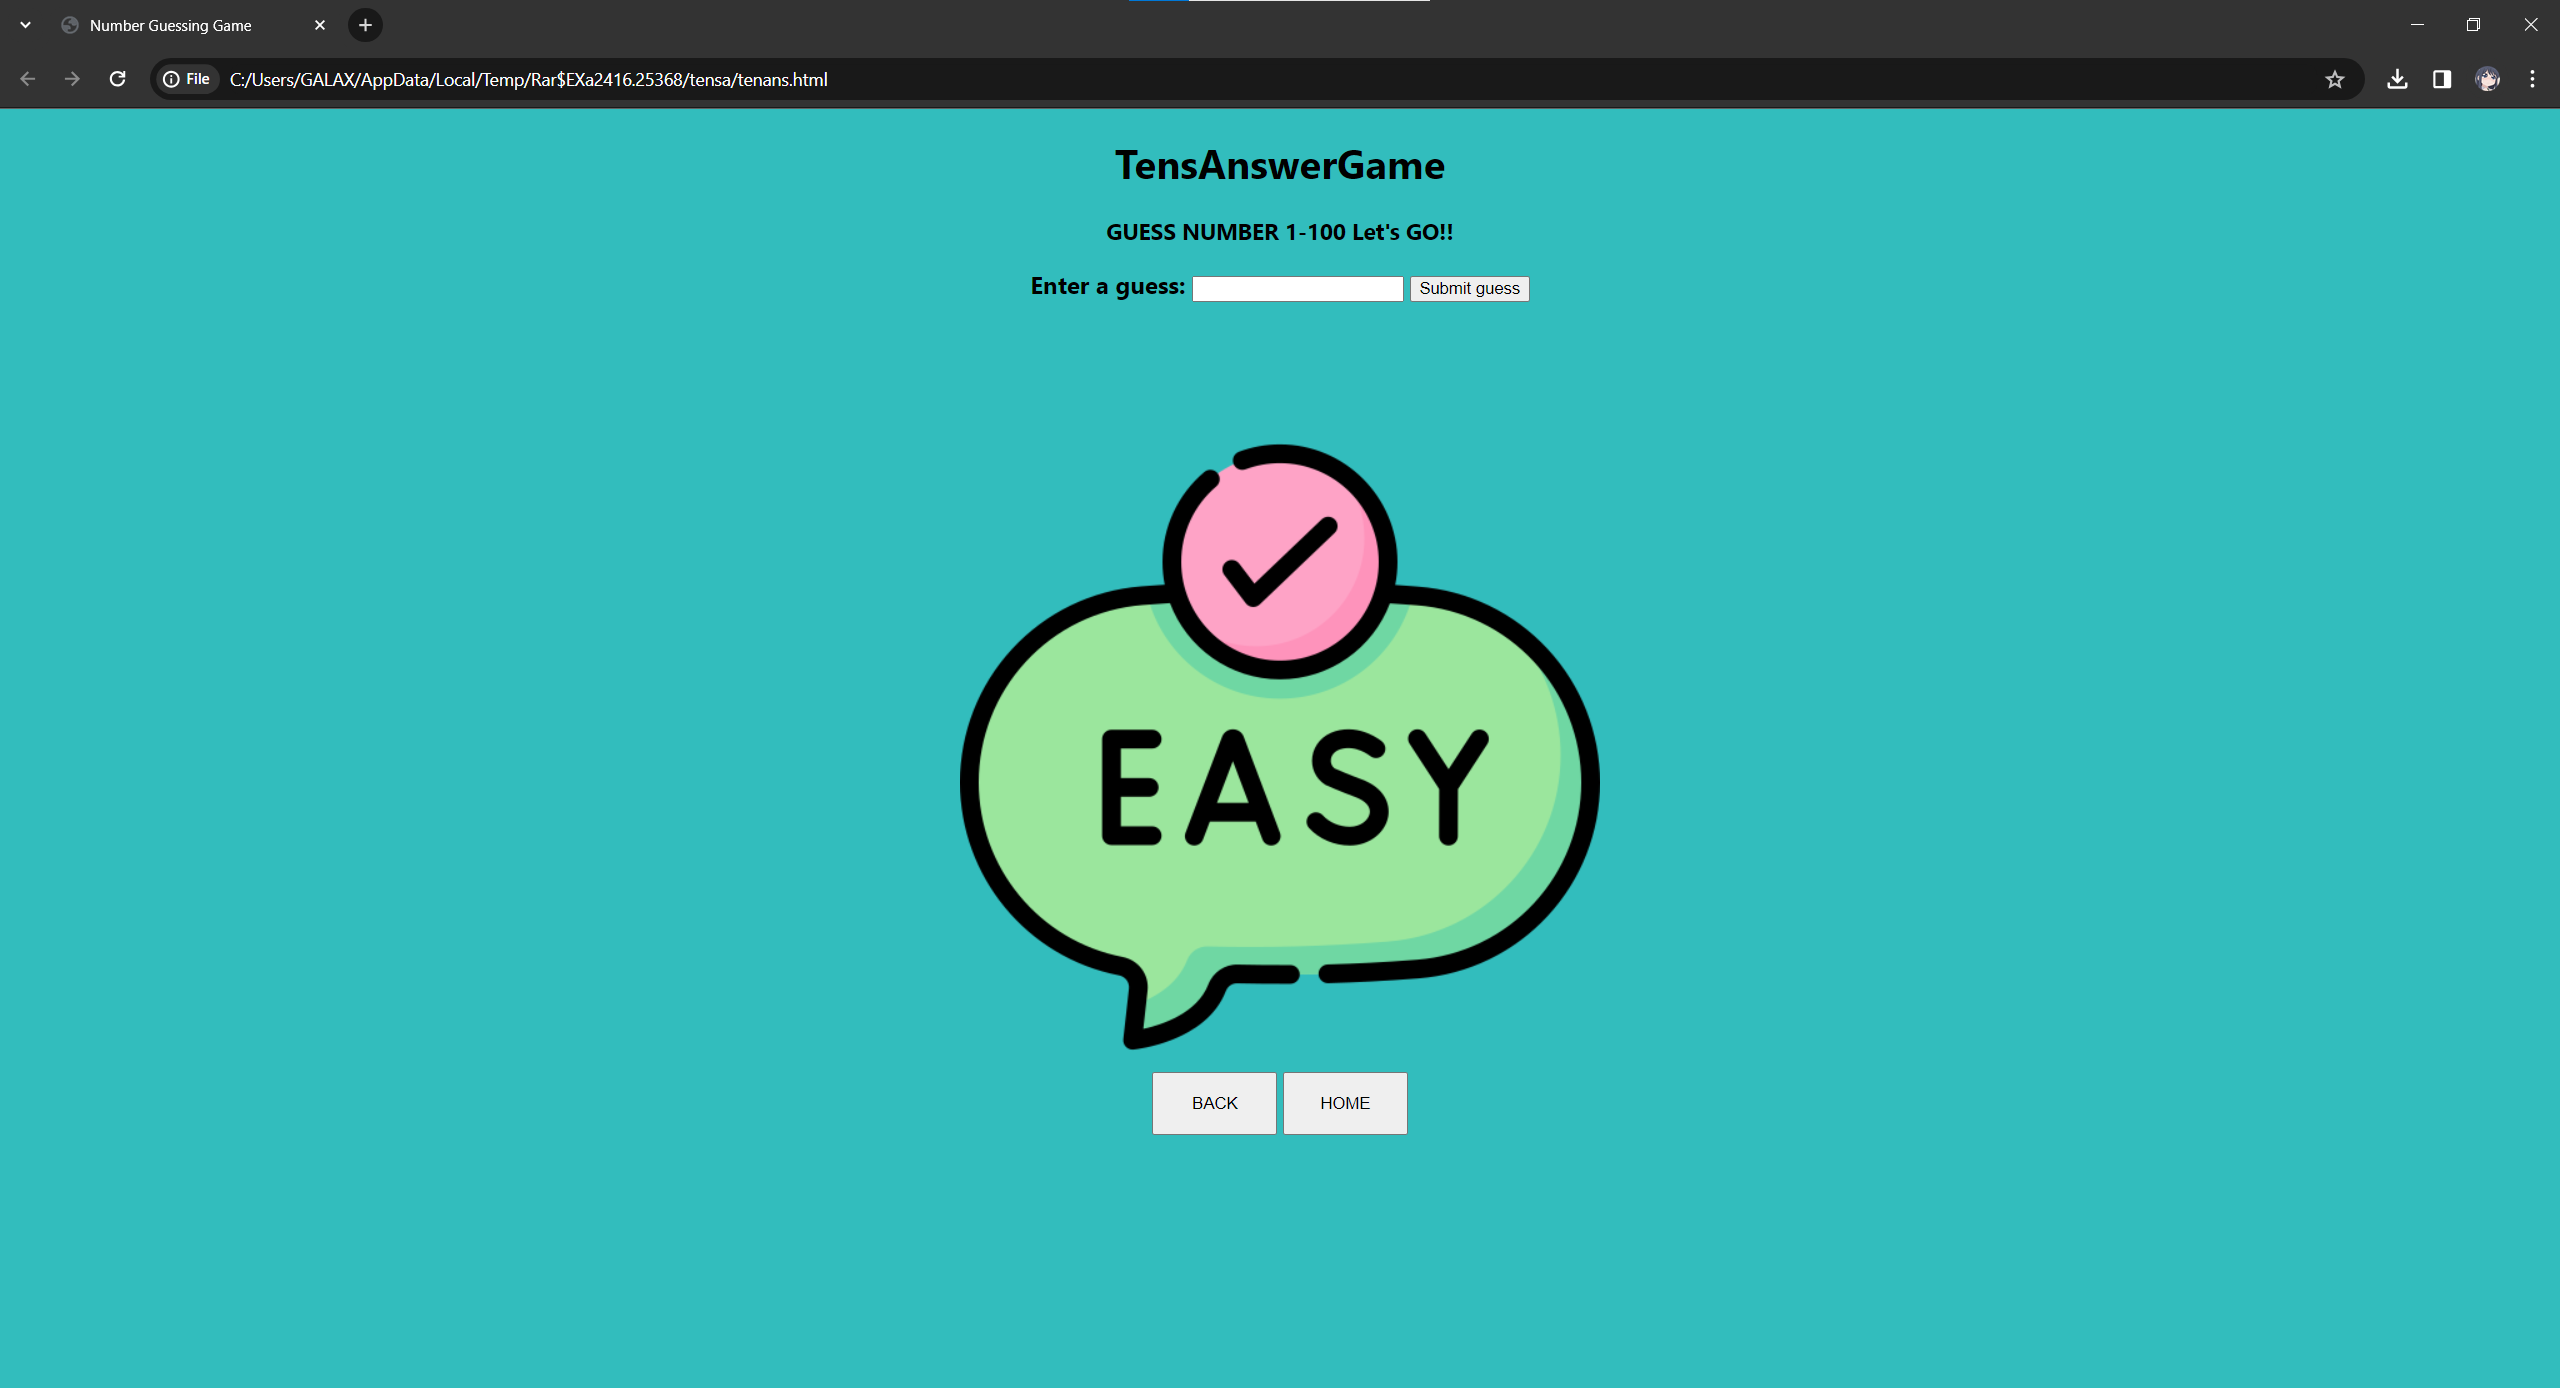 Number Guessing Game
File C:/Users/GALAX/AppData/Local/Temp/Rar$EXa2416.25368/tensa/tenans.html
TensAnswerGame
GUESS NUMBER 1-100 Let's GO!!
Enter a guess: Submit guess
EASY
BACK HOME